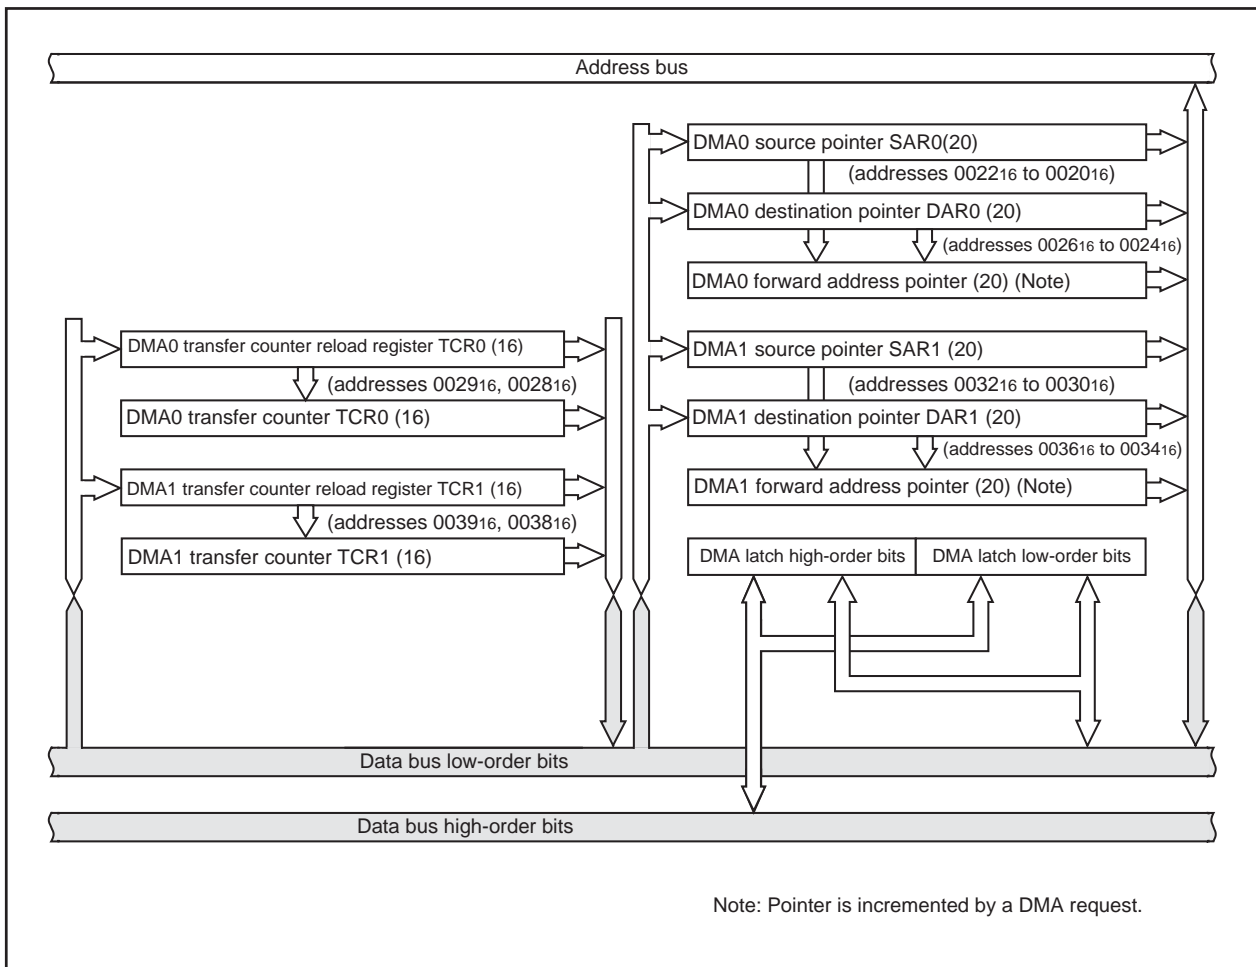 Address bus
DMA0 source pointer SAR0(20)
(addresses 002216 to 002016)
DMA0 destination pointer DAR0 (20)
(addresses 002616 to 002416)
DMA0 forward address pointer (20) (Note)
DMA0 transfer counter reload register TCR0 (16)
(addresses 002916, 002816)
DMA0 transfer counter TCR0 (16)
DMA1 transfer counter reload register TCR1 (16)
(addresses 003916, 003816)
DMA1 transfer counter TCR1 (16)
DMA1 source pointer SAR1 (20)
(addresses 003216 to 003016)
DMA1 destination pointer DAR1 (20)
(addresses 003616 to 003416)
DMA1 forward address pointer (20) (Note)
DMA latch high-order bits
DMA latch low-order bits
Data bus low-order bits
Data bus high-order bits
Note: Pointer is incremented by a DMA request.